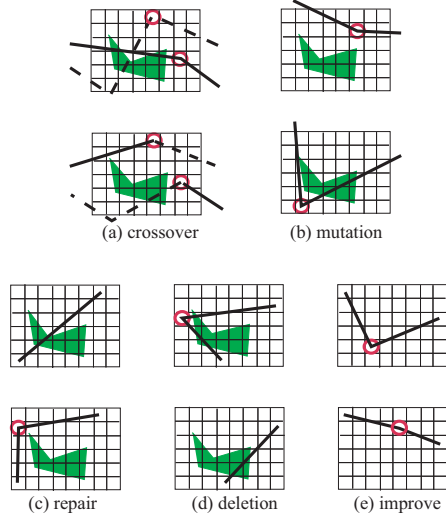 (a) crossover
(b) mutation
(c) repair
(d) deletion
(e) improve